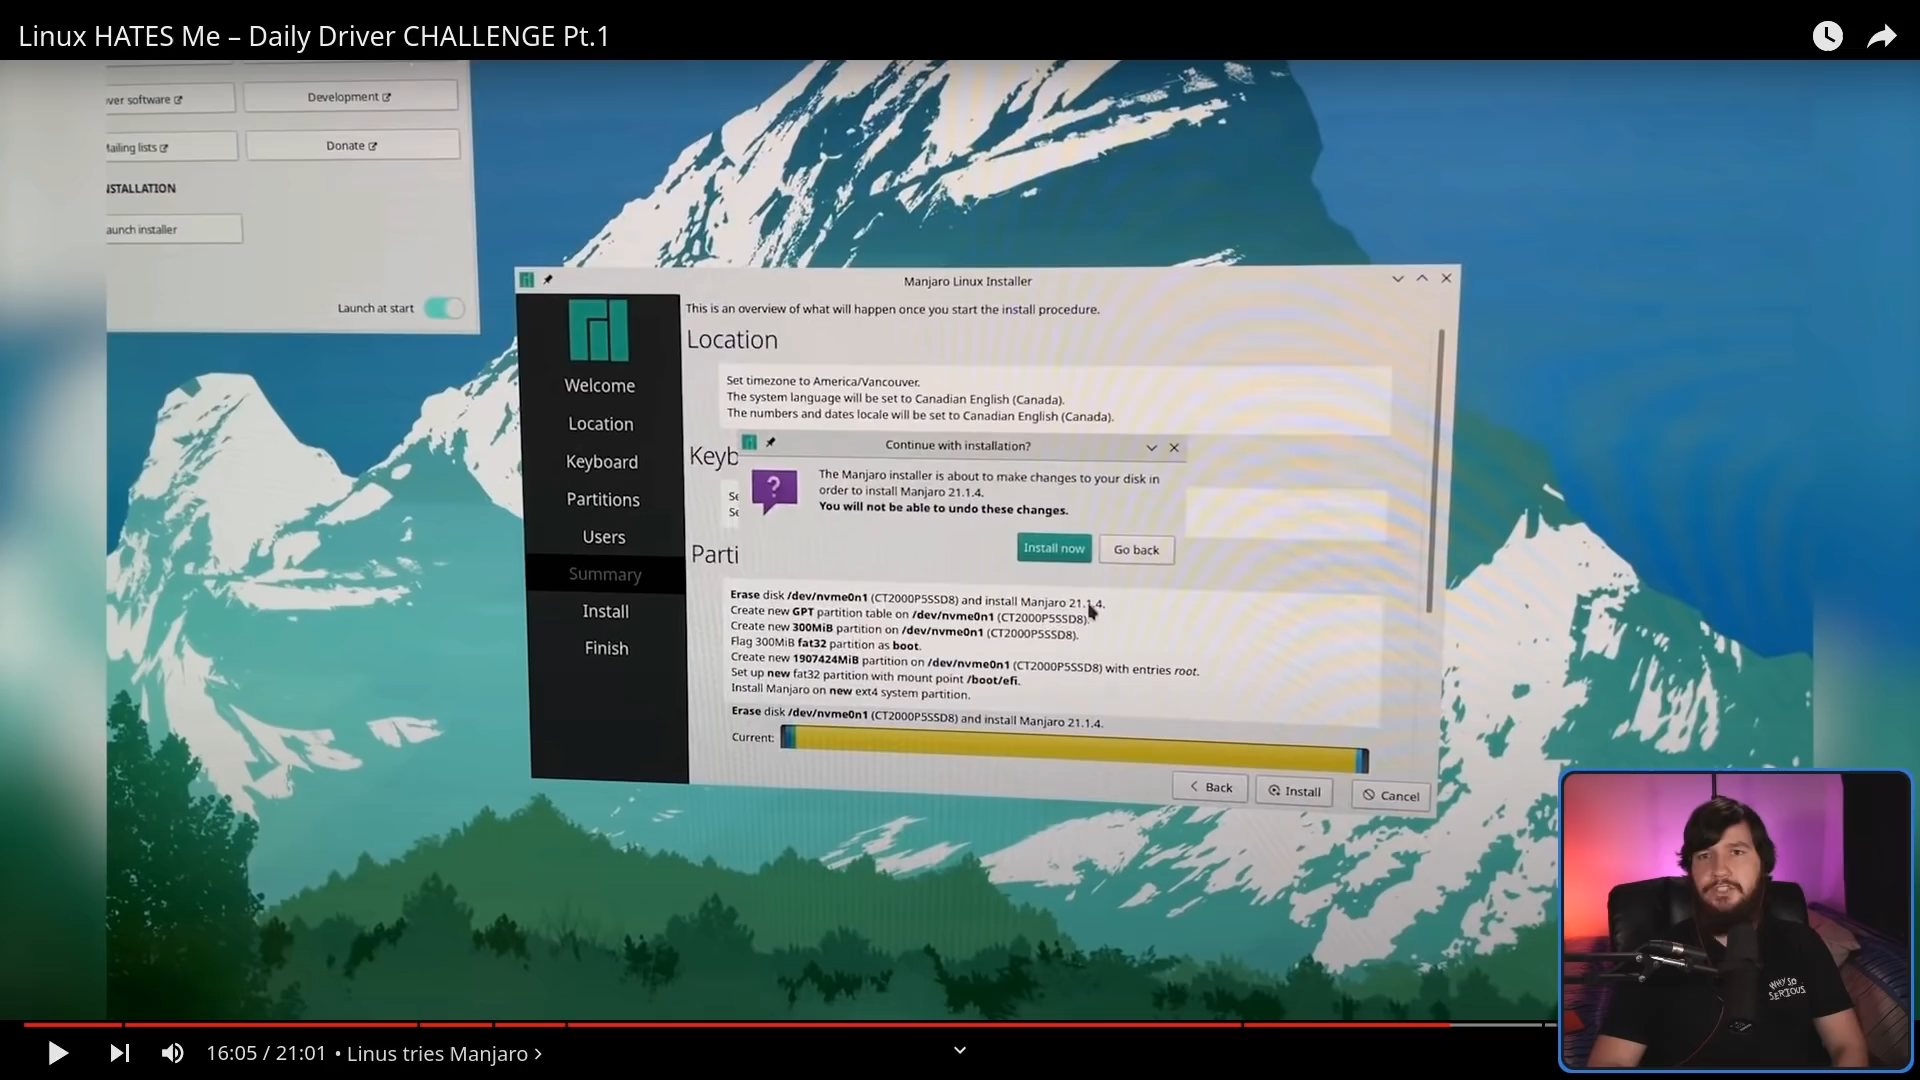 Linux HATES Me – Daily Driver CHALLENGE Pt.1
ver software
Development
ailing lists
Donate
NSTALLATION
aunch installer
Launch at start
Manjaro Linux Installer
This is an overview of what will happen once you start the install procedure.
Welcome
Location
Keyboard
Partitions
Users
Summary
Install
Finish
Location
Set timezone to America/Vancouver.
The system language will be set to Canadian English (Canada).
The numbers and dates locale will be set to Canadian English (Canada).
Keyb
Se
Se
Continue with installation?
The Manjaro installer is about to make changes to your disk in
order to install Manjaro 21.1.4.
You will not be able to undo these changes.
Install now
Go back
Parti
Erase disk /dev/nvme0n1 (CT2000P5SSD8) and install Manjaro 21.1.4.
Create new GPT partition table on /dev/nvme0n1 (CT2000P5SSD8).
Create new 300MiB partition on /dev/nvme0n1 (CT2000P5SSD8).
Flag 300MiB fat32 partition as boot.
Create new 1907424MiB partition on /dev/nvme0n1 (CT2000P5SSD8) with entries root.
Set up new fat32 partition with mount point /boot/efi.
Install Manjaro on new ext4 system partition.
Erase disk /dev/nvme0n1 (CT2000P5SSD8) and install Manjaro 21.1.4.
Current:
Back
Install
Cancel
WHY SO
SERIOUS
16:05 / 21:01 • Linus tries Manjaro